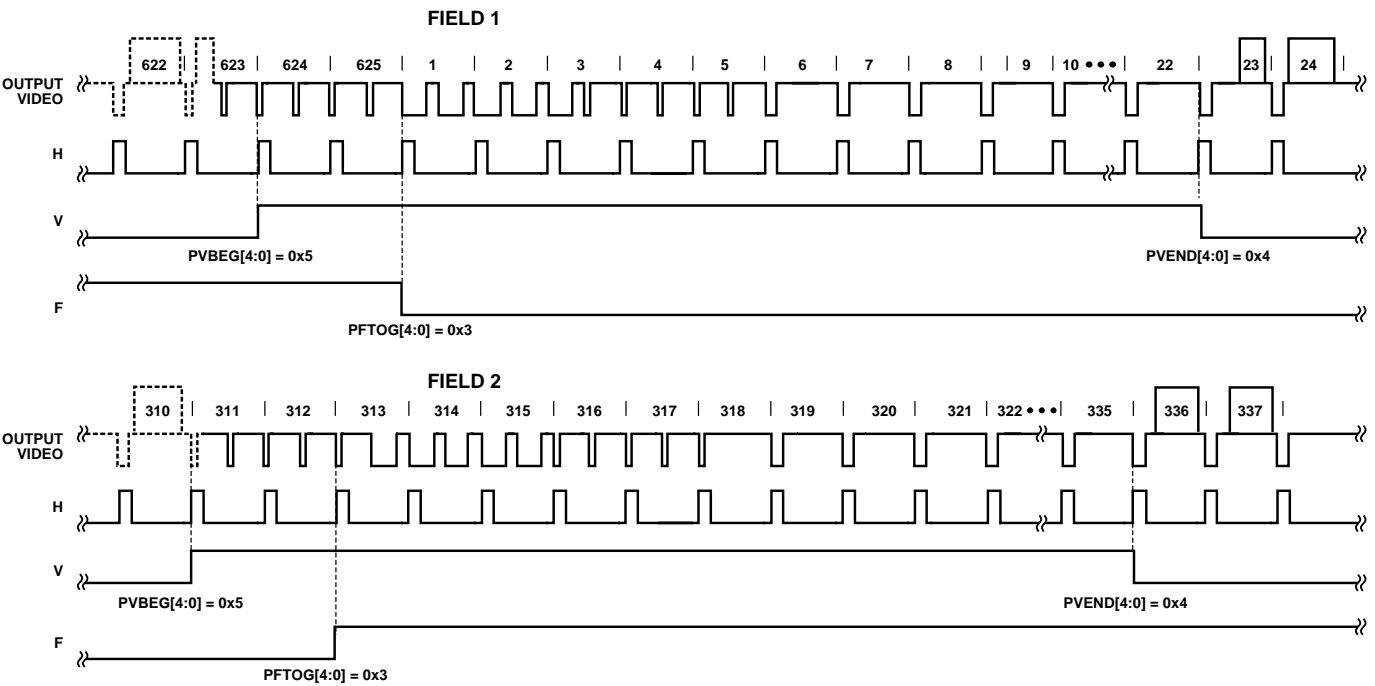 FIELD 1
622 623 624 625 1 2 3 4 5 6 7 8 9 10 ••• 22 23 24
OUTPUT
VIDEO
H
V
PVBEG[4:0] = 0x5
PVEND[4:0] = 0x4
F
PFTOG[4:0] = 0x3
FIELD 2
310 311 312 313 314 315 316 317 318 319 320 321 322 ••• 335 336 337
OUTPUT
VIDEO
H
V
PVBEG[4:0] = 0x5
PVEND[4:0] = 0x4
F
PFTOG[4:0] = 0x3